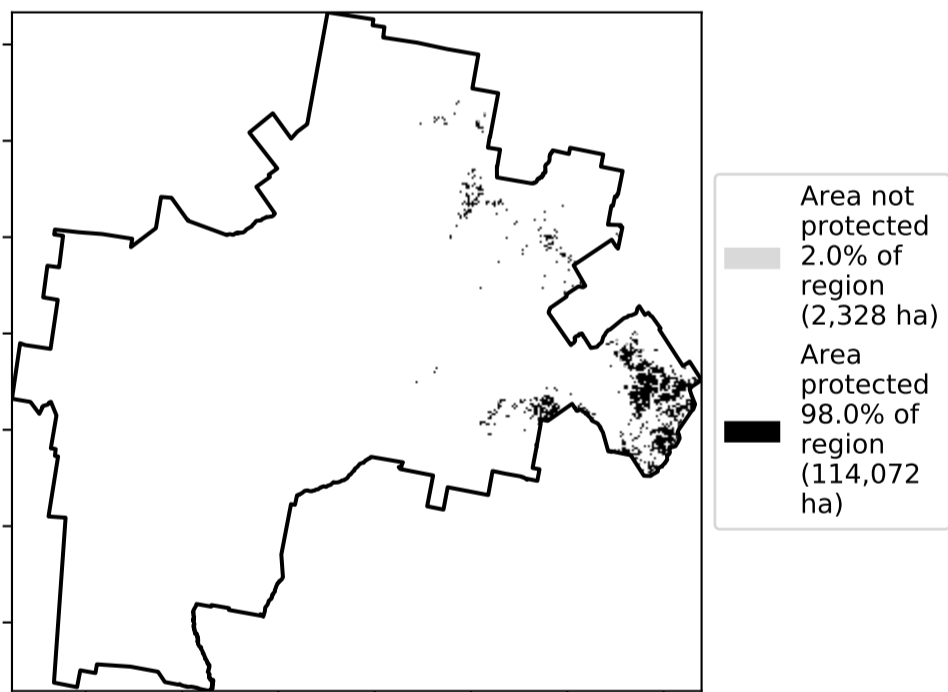 Area not
protected
2.0% of
region
(2,328 ha)
Area
protected
98.0% of
region
(114,072
ha)